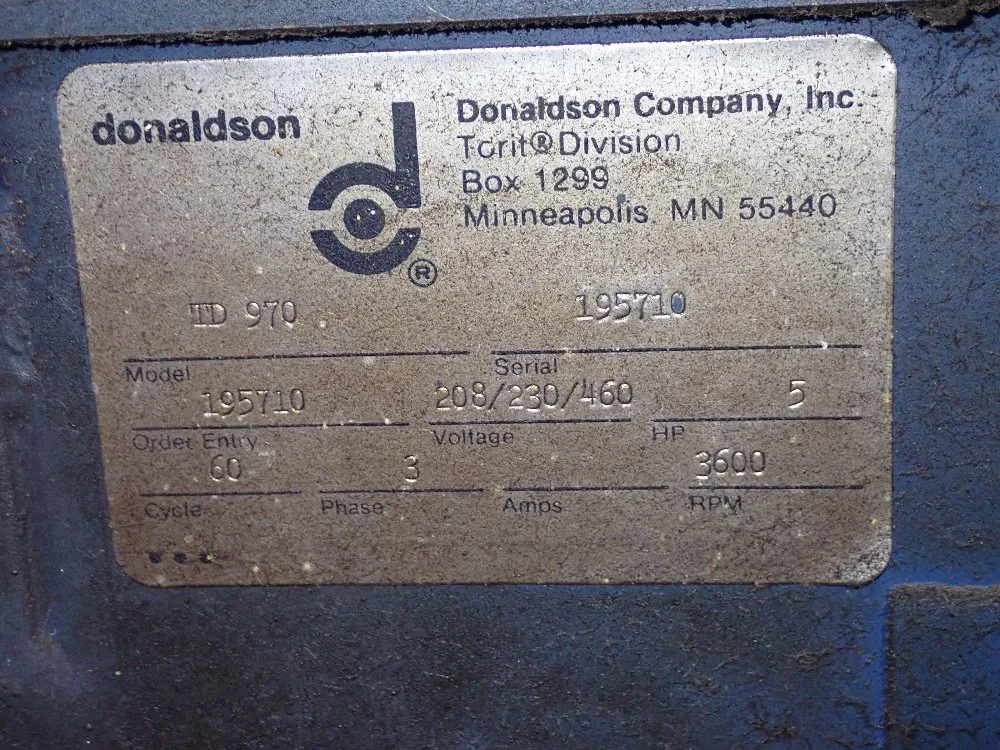 donaldson
Donaldson Company, Inc.
Torit®Division
Box 1299
Minneapolis MN 55440
®
TD 970 195710
Model Serial
195710 208/230/460 5
Order Entry Voltage HP
60 3 3600
Cycle Phase Amps RPM